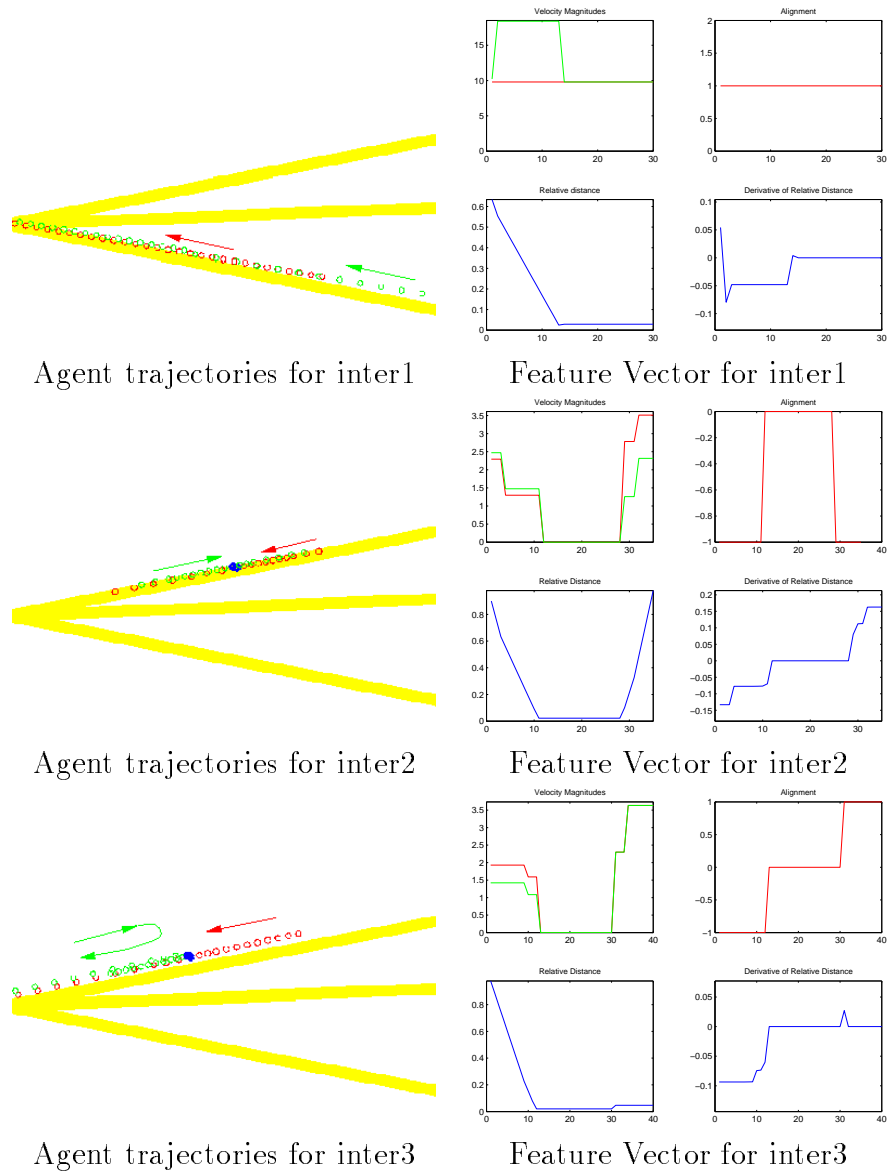 Velocity Magnitudes
Alignment
15
10
5
0
0 10 20 30
2
1.5
1
0.5
0
0 10 20 30
Relative distance
Derivative of Relative Distance
0.6
0.5
0.4
0.3
0.2
0.1
0 10 20 30
0.1
0.05
0
−0.05
−0.1
0 10 20 30
Agent trajectories for inter1
Feature Vector for inter1
Velocity Magnitudes
Alignment
3.5
3
2.5
2
1.5
1
0.5
0
0 10 20 30
0
−0.2
−0.4
−0.6
−0.8
−1
0 10 20 30
Relative Distance
Derivative of Relative Distance
0.8
0.6
0.4
0.2
0
0 10 20 30
0.2
0.15
0.1
0.05
0
−0.05
−0.1
−0.15
0 10 20 30
Agent trajectories for inter2
Feature Vector for inter2
Velocity Magnitudes
Alignment
3.5
3
2.5
2
1.5
1
0.5
0
0 10 20 30 40
1
0.5
0
−0.5
−1
0 10 20 30 40
Relative Distance
Derivative of Relative Distance
0.8
0.6
0.4
0.2
0
0 10 20 30 40
0.05
0
−0.05
−0.1
0 10 20 30 40
Agent trajectories for inter3
Feature Vector for inter3